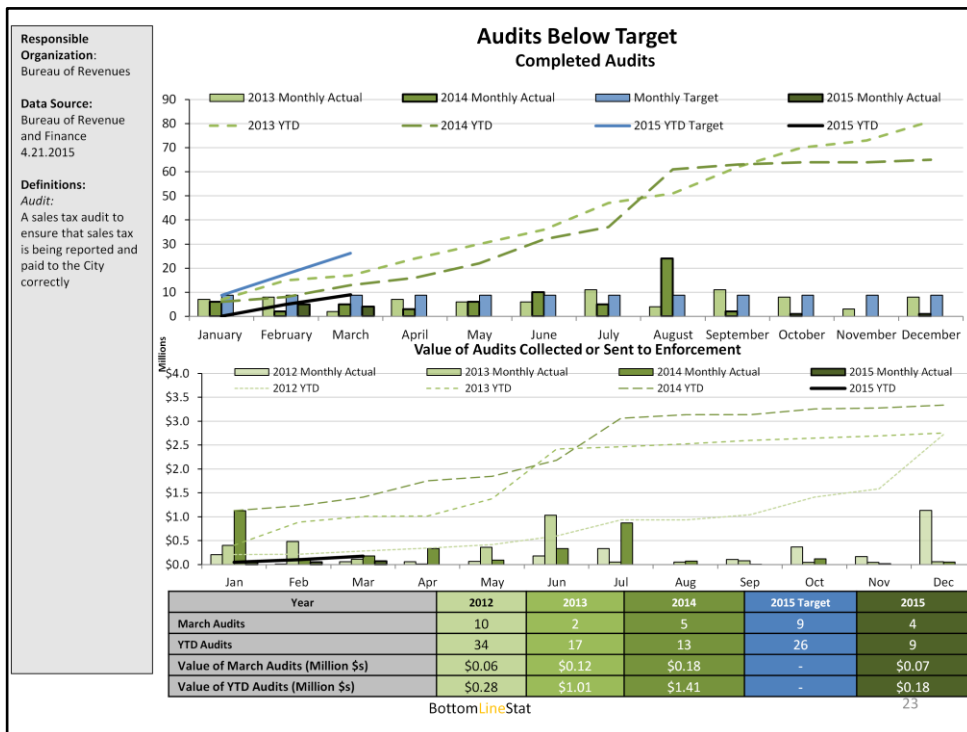 Responsible
Organization:
Bureau of Revenues
Data Source:
Bureau of Revenue
and Finance
4.21.2015
Definitions:
Audit:
A sales tax audit to
ensure that sales tax
is being reported and
paid to the City
correctly
Audits Below Target
Completed Audits
2013 Monthly Actual 2014 Monthly Actual Monthly Target 2015 Monthly Actual
2013 YTD 2014 YTD 2015 YTD Target 2015 YTD
90
80
70
60
50
40
30
20
10
0
January February March April May June July August September October November December
Value of Audits Collected or Sent to Enforcement
Millions
2012 Monthly Actual 2013 Monthly Actual 2014 Monthly Actual 2015 Monthly Actual
2012 YTD 2013 YTD 2014 YTD 2015 YTD
$4.0
$3.5
$3.0
$2.5
$2.0
$1.5
$1.0
$0.5
$0.0
Jan Feb Mar Apr May Jun Jul Aug Sep Oct Nov Dec
Year 2012 2013 2014 2015 Target 2015
March Audits 10 2 5 9 4
YTD Audits 34 17 13 26 9
Value of March Audits (Million $s) $0.06 $0.12 $0.18 - $0.07
Value of YTD Audits (Million $s) $0.28 $1.01 $1.41 - $0.18
BottomLineStat
23